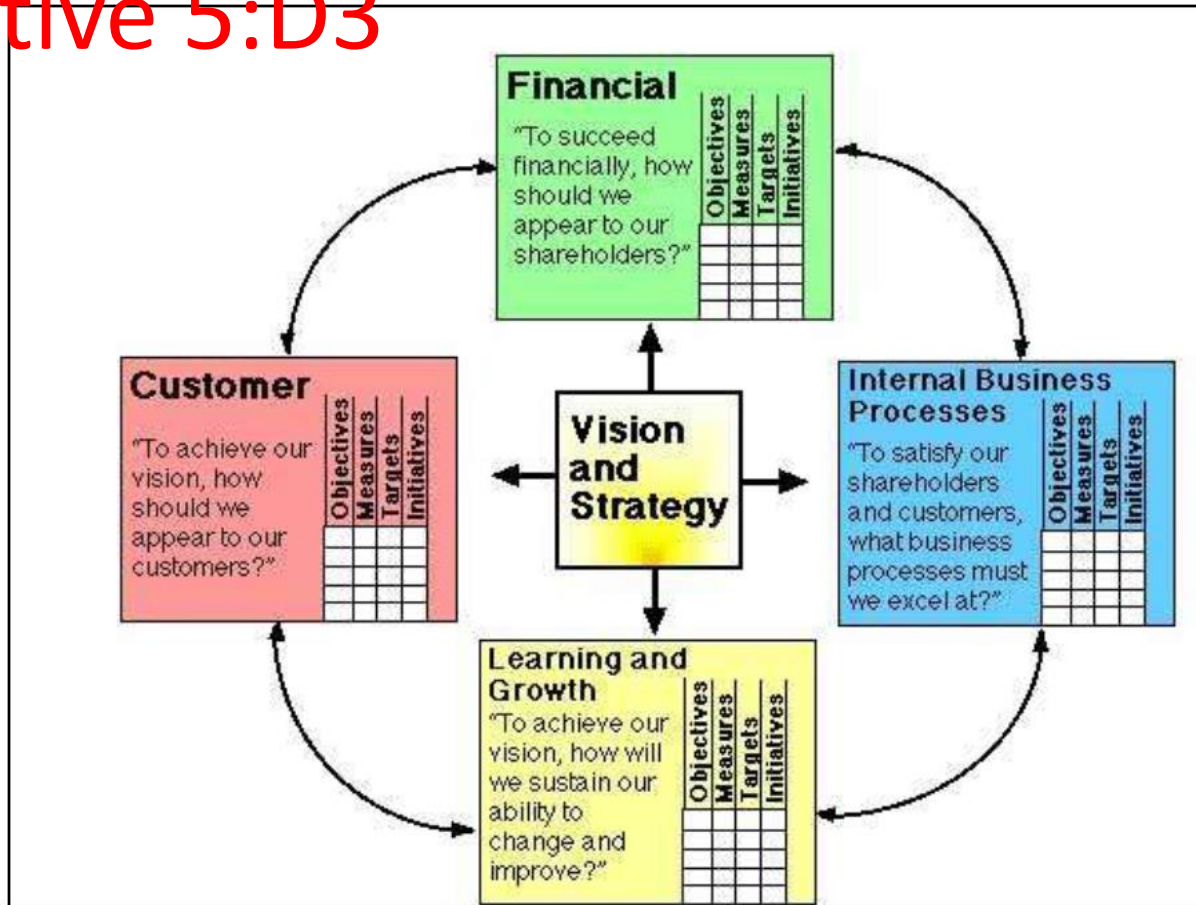 tive 5:D3
Financial
"To succeed
financially, how
should we
appear to our
shareholders?"
Objectives
Measures
Targets
Initiatives
Customer
"To achieve our
vision, how
should we
appear to our
customers?"
Objectives
Measures
Targets
Initiatives
Vision
and
Strategy
Internal Business
Processes
"To satisfy our
shareholders
and customers,
what business
processes must
we excel at?"
Objectives
Measures
Targets
Initiatives
Learning and
Growth
"To achieve our
vision, how will
we sustain our
ability to
change and
improve?"
Objectives
Measures
Targets
Initiatives